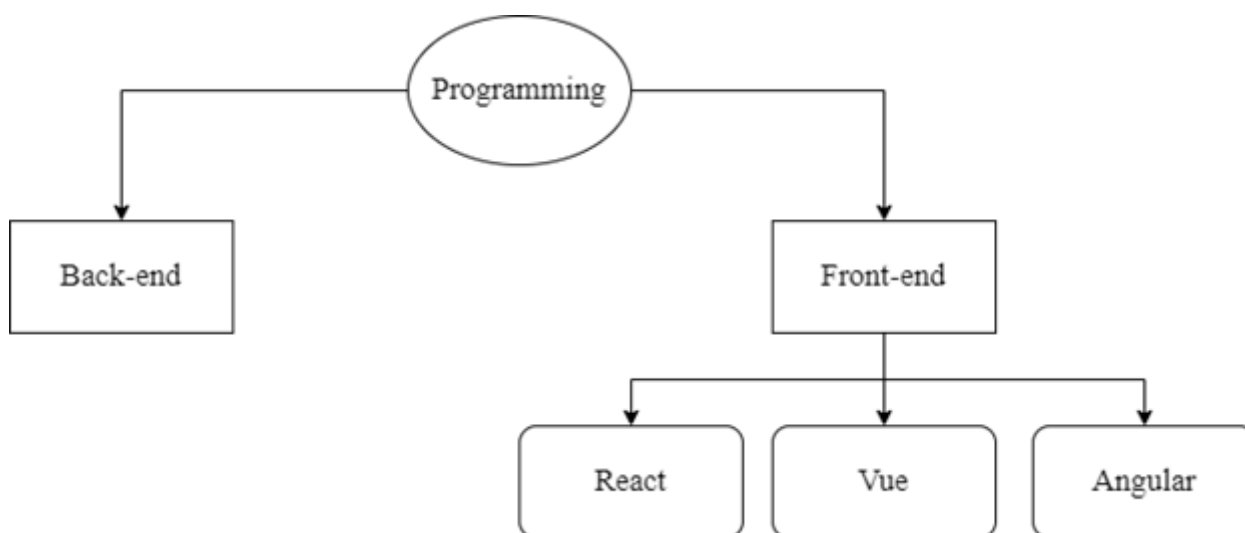 Programming
Back-end
Front-end
React
Vue
Angular